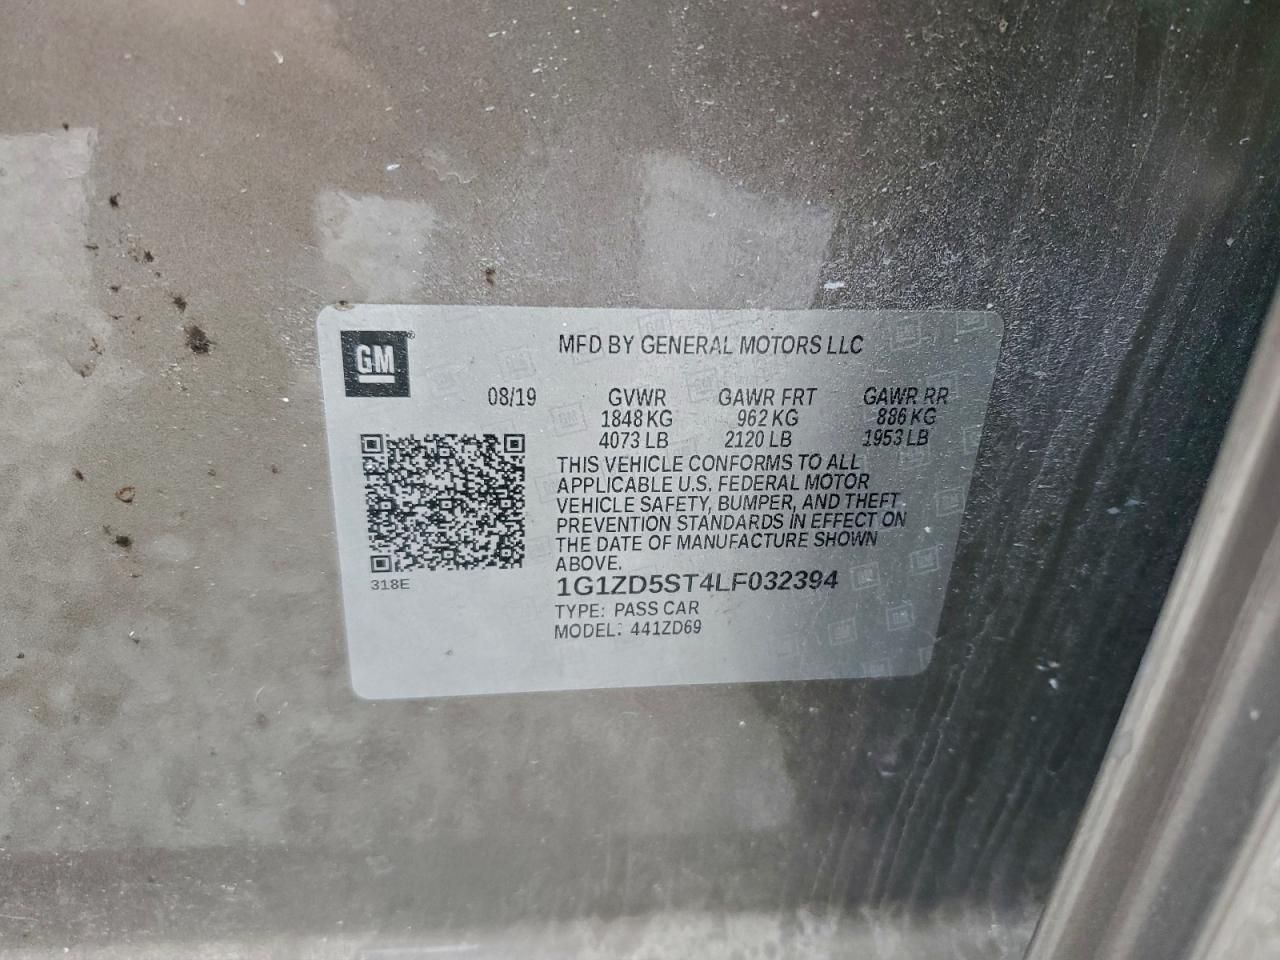 GM
MFD BY GENERAL MOTORS LLC
08/19 GVWR GAWR FRT GAWR RR
1848 KG 962 KG 886 KG
4073 LB 2120 LB 1953 LB
THIS VEHICLE CONFORMS TO ALL
APPLICABLE U.S. FEDERAL MOTOR
VEHICLE SAFETY, BUMPER, AND THEFT
PREVENTION STANDARDS IN EFFECT ON
THE DATE OF MANUFACTURE SHOWN
ABOVE.
318E
1G1ZD5ST4LF032394
TYPE: PASS CAR
MODEL: 441ZD69